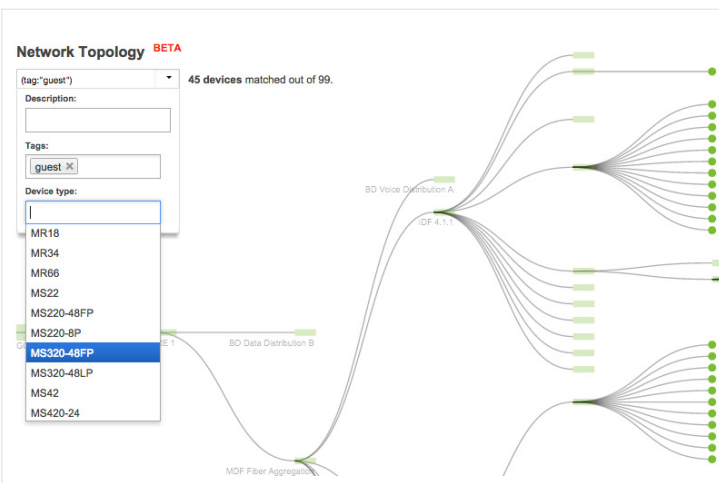 Network Topology BETA
(tag:"guest")
45 devices matched out of 99.
Description:
Tags:
guest ×
Device type:
MR18
MR34
MR66
MS22
MS220-48FP
MS220-8P
MS320-48FP
MS320-48LP
MS42
MS420-24
BD Voice Distribution A
IDF 4.1.1
E 1
BD Data Distribution B
MDF Fiber Aggregation